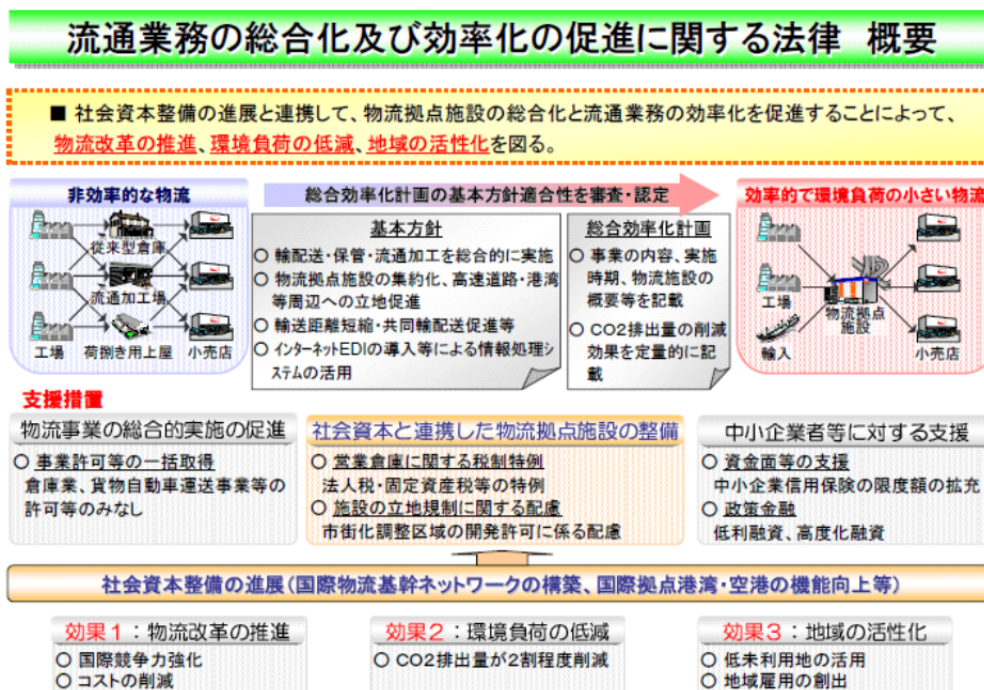 流通業務の総合化及び効率化の促進に関する法律 概要
■ 社会資本整備の進展と連携して、物流拠点施設の総合化と流通業務の効率化を促進することによって、
物流改革の推進、環境負荷の低減、地域の活性化を図る。
非効率的な物流
従来型倉庫
流通加工場
工場 荷捌き用上屋 小売店
総合効率化計画の基本方針適合性を審査・認定
基本方針
○ 輸配送・保管・流通加工を総合的に実施
○ 物流拠点施設の集約化、高速道路・港湾
等周辺への立地促進
○ 輸送距離短縮・共同輸配送促進等
○ インターネットEDIの導入等による情報処理シ
ステムの活用
総合効率化計画
○ 事業の内容、実施
時期、物流施設の
概要等を記載
○ CO2排出量の削減
効果を定量的に記
載
効率的で環境負荷の小さい物流
工場
物流拠点
施設
輸入
小売店
支援措置
物流事業の総合的実施の促進
○ 事業許可等の一括取得
倉庫業、貨物自動車運送事業等の
許可等のみなし
社会資本と連携した物流拠点施設の整備
○ 営業倉庫に関する税制特例
法人税・固定資産税等の特例
○ 施設の立地規制に関する配慮
市街化調整区域の開発許可に係る配慮
中小企業者等に対する支援
○ 資金面等の支援
中小企業信用保険の限度額の拡充
○ 政策金融
低利融資、高度化融資
社会資本整備の進展(国際物流基幹ネットワークの構築、国際拠点港湾・空港の機能向上等)
効果1：物流改革の推進
○ 国際競争力強化
○ コストの削減
効果2：環境負荷の低減
○ CO2排出量が2割程度削減
効果3：地域の活性化
○ 低未利用地の活用
○ 地域雇用の創出